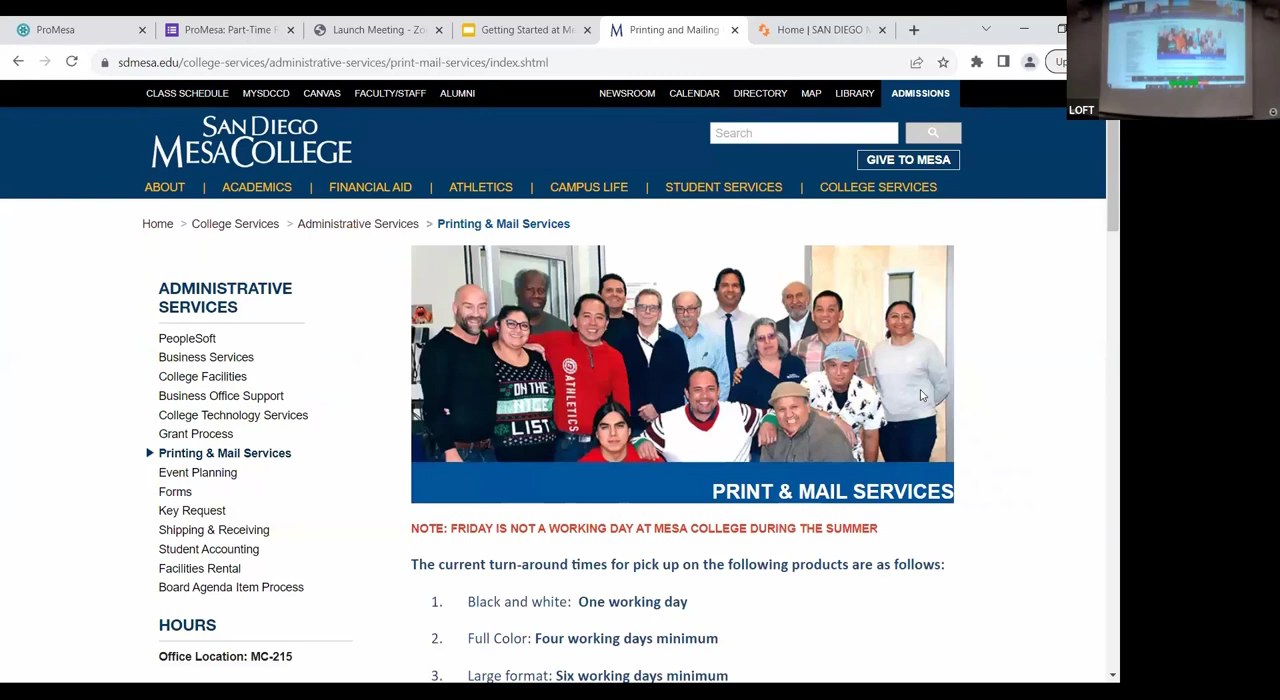 ProMesa
ProMesa: Part-Time F
Launch Meeting - Zo
Getting Started at Me
Printing and Mailing
Home | SAN DIEGO M
sdmesa.edu/college-services/administrative-services/print-mail-services/index.shtml
Up
LOFT
CLASS SCHEDULE MYSDCCD CANVAS FACULTY/STAFF ALUMNI NEWSROOM CALENDAR DIRECTORY MAP LIBRARY ADMISSIONS
SAN DIEGO
MESA COLLEGE
Search
GIVE TO MESA
ABOUT | ACADEMICS | FINANCIAL AID | ATHLETICS | CAMPUS LIFE | STUDENT SERVICES | COLLEGE SERVICES
Home > College Services > Administrative Services > Printing & Mail Services
ADMINISTRATIVE
SERVICES
PeopleSoft
Business Services
College Facilities
Business Office Support
College Technology Services
Grant Process
Printing & Mail Services
Event Planning
Forms
Key Request
Shipping & Receiving
Student Accounting
Facilities Rental
Board Agenda Item Process
HOURS
Office Location: MC-215
ON THE
LIST
ATHLETICS
PRINT & MAIL SERVICES
NOTE: FRIDAY IS NOT A WORKING DAY AT MESA COLLEGE DURING THE SUMMER
The current turn-around times for pick up on the following products are as follows:
1. Black and white: One working day
2. Full Color: Four working days minimum
3. Large format: Six working days minimum